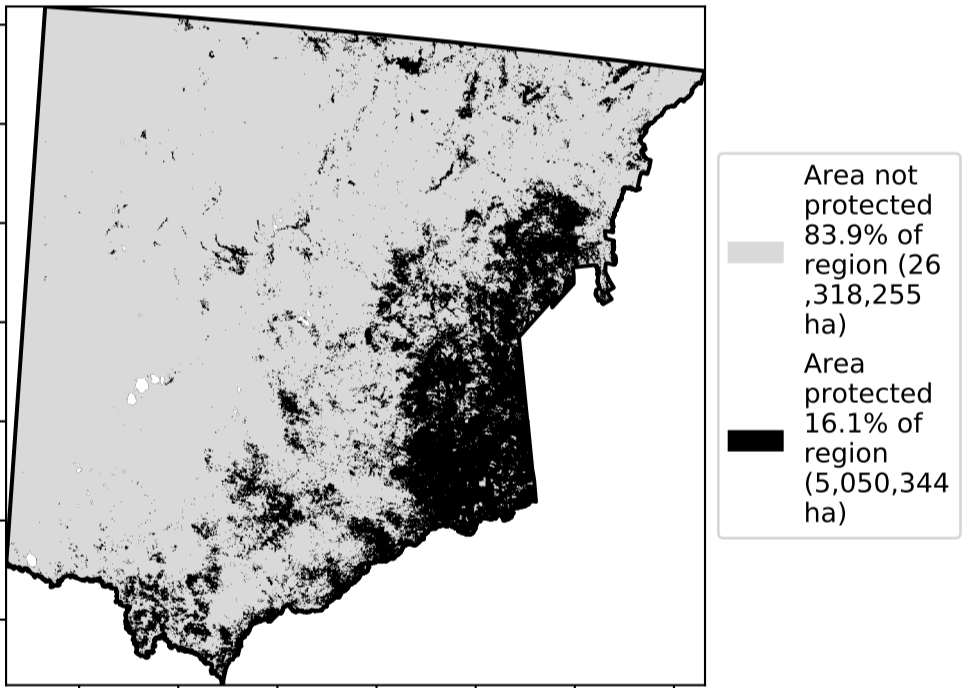 Area not
protected
83.9% of
region (26
,318,255
ha)
Area
protected
16.1% of
region
(5,050,344
ha)